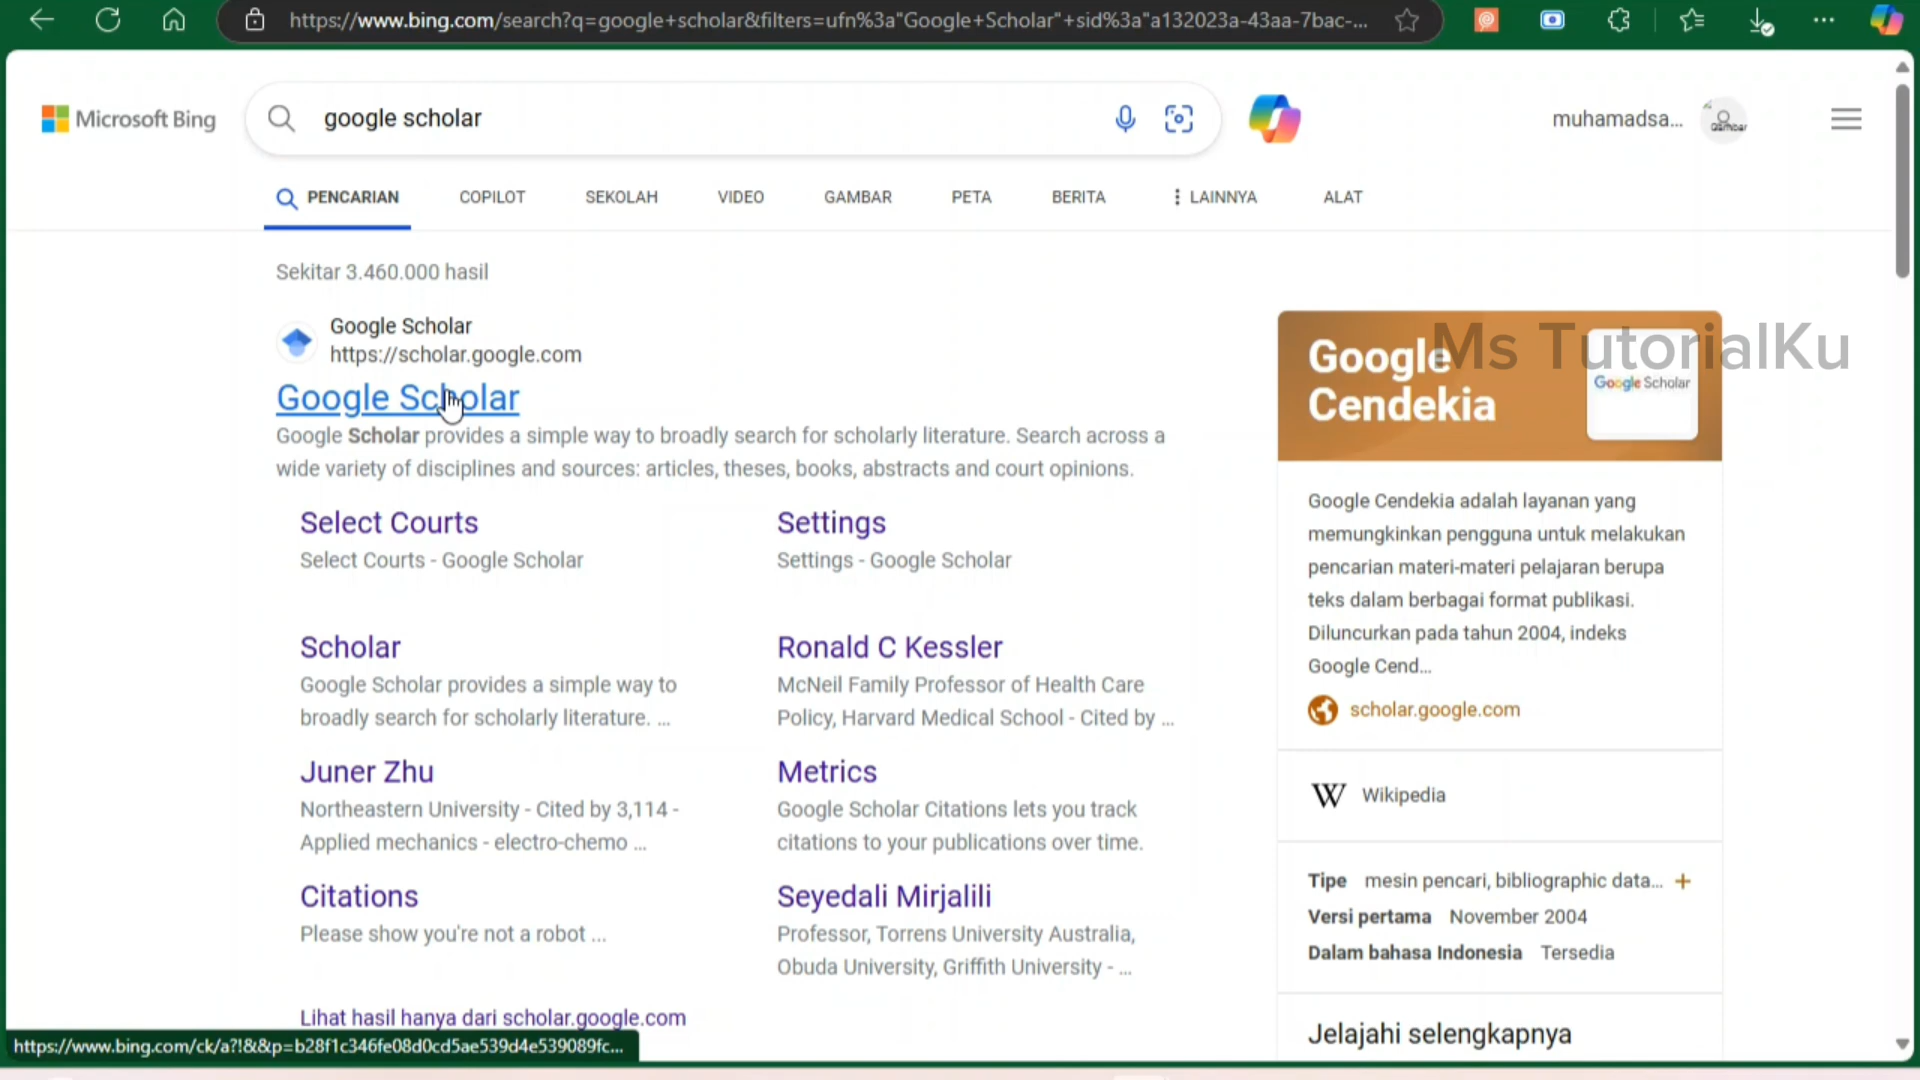 https://www.bing.com/search?q=google+scholar&filters=ufn%3a"Google+Scholar"+sid%3a"a132023a-43aa-7bac-...
Microsoft Bing
google scholar
muhamadsa...
Gambar
PENCARIAN
COPILOT
SEKOLAH
VIDEO
GAMBAR
PETA
BERITA
LAINNYA
ALAT
Sekitar 3.460.000 hasil
Google Scholar
https://scholar.google.com
Google Scholar
Google Scholar provides a simple way to broadly search for scholarly literature. Search across a
wide variety of disciplines and sources: articles, theses, books, abstracts and court opinions.
Select Courts
Select Courts - Google Scholar
Settings
Settings - Google Scholar
Scholar
Google Scholar provides a simple way to
broadly search for scholarly literature. ...
Ronald C Kessler
McNeil Family Professor of Health Care
Policy, Harvard Medical School - Cited by ...
Juner Zhu
Northeastern University - Cited by 3,114 -
Applied mechanics - electro-chemo ...
Metrics
Google Scholar Citations lets you track
citations to your publications over time.
Citations
Please show you're not a robot ...
Seyedali Mirjalili
Professor, Torrens University Australia,
Obuda University, Griffith University - ...
Lihat hasil hanya dari scholar.google.com
https://www.bing.com/ck/a?!&&p=b28f1c346fe08d0cd5ae539d4e539089fc...
Ms TutorialKu
Google
Cendekia
Google Scholar
Google Cendekia adalah layanan yang
memungkinkan pengguna untuk melakukan
pencarian materi-materi pelajaran berupa
teks dalam berbagai format publikasi.
Diluncurkan pada tahun 2004, indeks
Google Cend...
scholar.google.com
W Wikipedia
Tipe mesin pencari, bibliographic data... +
Versi pertama November 2004
Dalam bahasa Indonesia Tersedia
Jelajahi selengkapnya